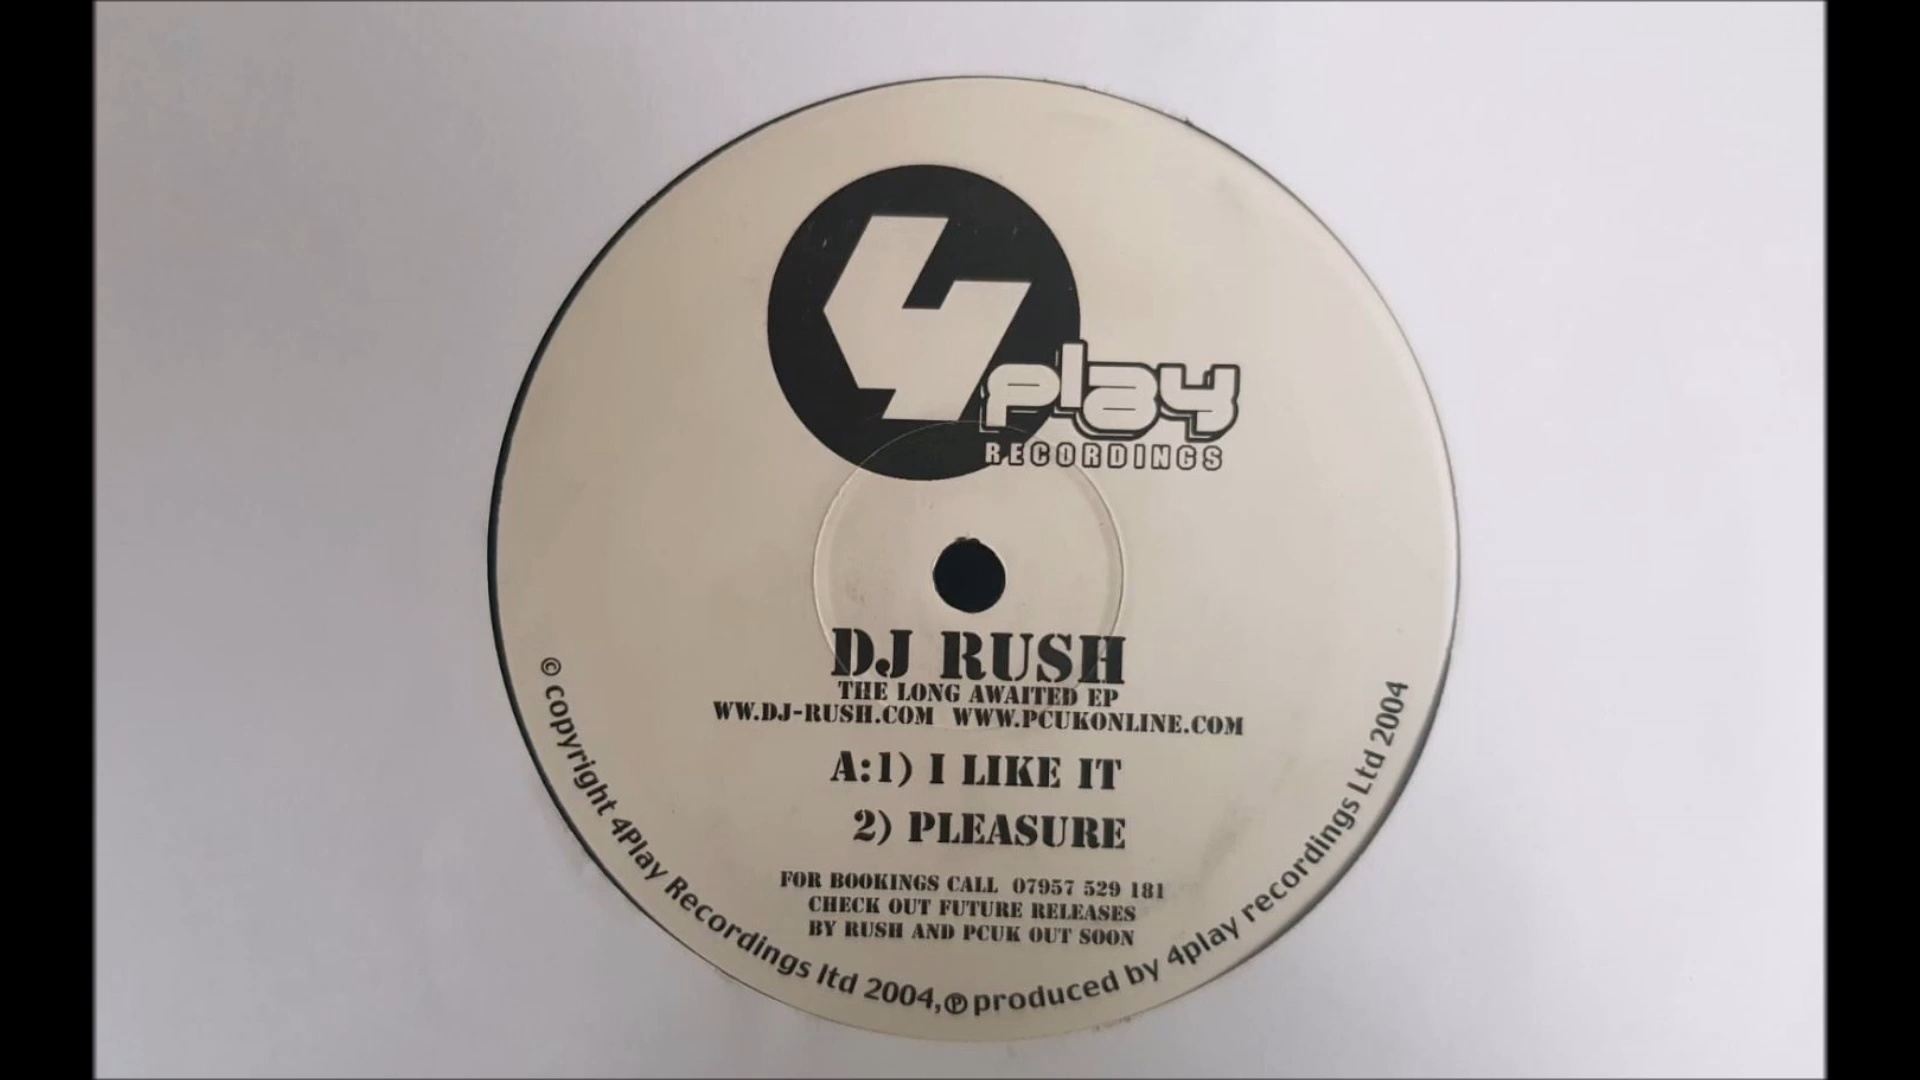 4play
RECORDINGS
DJ RUSH
THE LONG AWAITED EP
WW.DJ-RUSH.COM WWW.PCUKONLINE.COM
A:1) I LIKE IT
2) PLEASURE
FOR BOOKINGS CALL 07957 529 181
CHECK OUT FUTURE RELEASES
BY RUSH AND PCUK OUT SOON
© copyright 4Play Recordings ltd 2004, ℗ produced by 4play recordings Ltd 2004